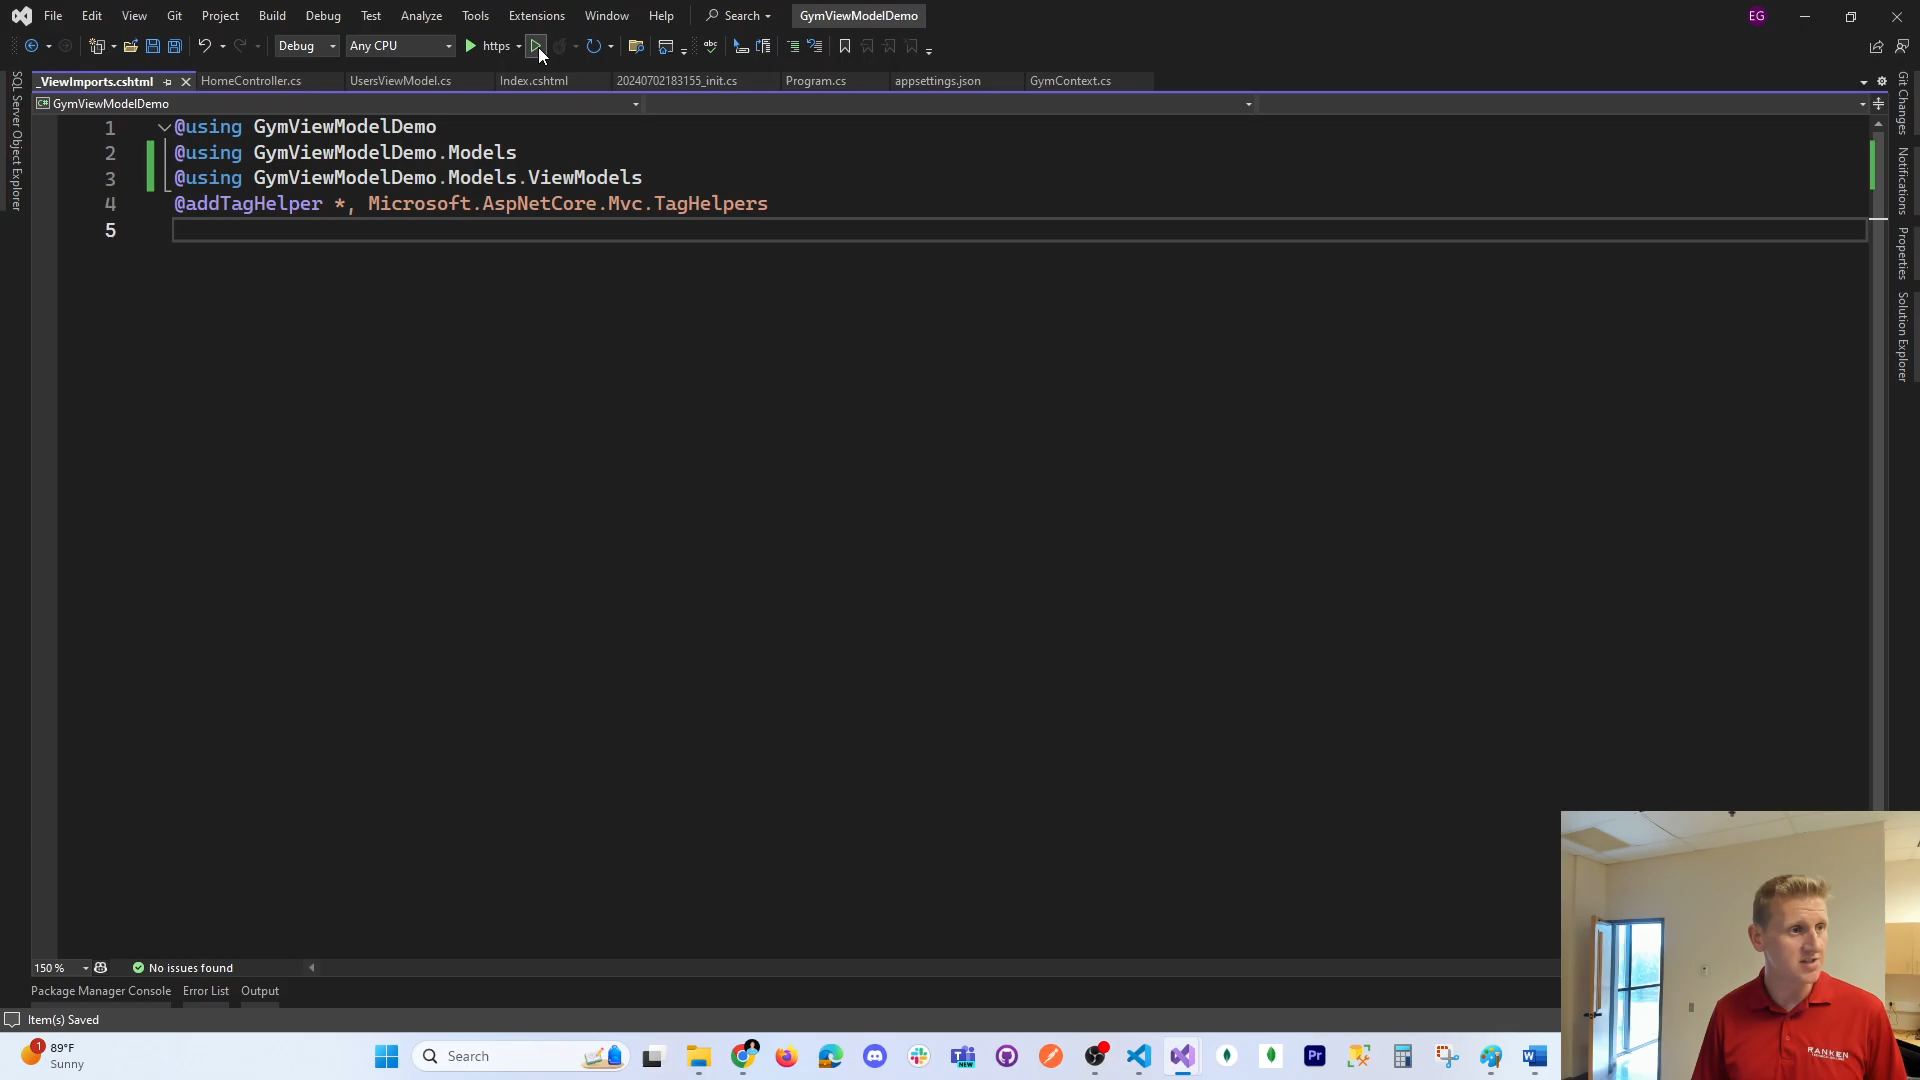 File Edit View Git Project Build Debug Test Analyze Tools Extensions Window Help Search GymViewModelDemo EG
Debug Any CPU https
_ViewImports.cshtml HomeController.cs UsersViewModel.cs Index.cshtml 20240702183155_init.cs Program.cs appsettings.json GymContext.cs
C# GymViewModelDemo
1 @using GymViewModelDemo
2 @using GymViewModelDemo.Models
3 @using GymViewModelDemo.Models.ViewModels
4 @addTagHelper *, Microsoft.AspNetCore.Mvc.TagHelpers
5
SQL Server Object Explorer
Git Changes
Notifications
Properties
Solution Explorer
150 % No issues found
Package Manager Console Error List Output
Item(s) Saved
1 89°F
Sunny
Search
NEW
Pr
RANKEN